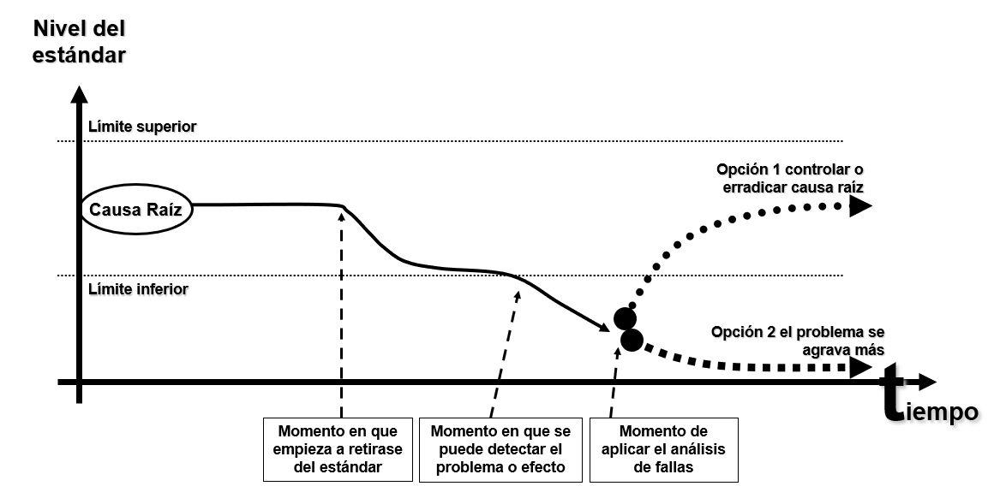 Nivel del
estándar
Límite superior
Opción 1 controlar o
erradicar causa raíz
Causa Raíz
Límite inferior
Opción 2 el problema se
agrava más
tiempo
Momento en que
empieza a retirase
del estándar
Momento en que se
puede detectar el
problema o efecto
Momento de
aplicar el análisis
de fallas